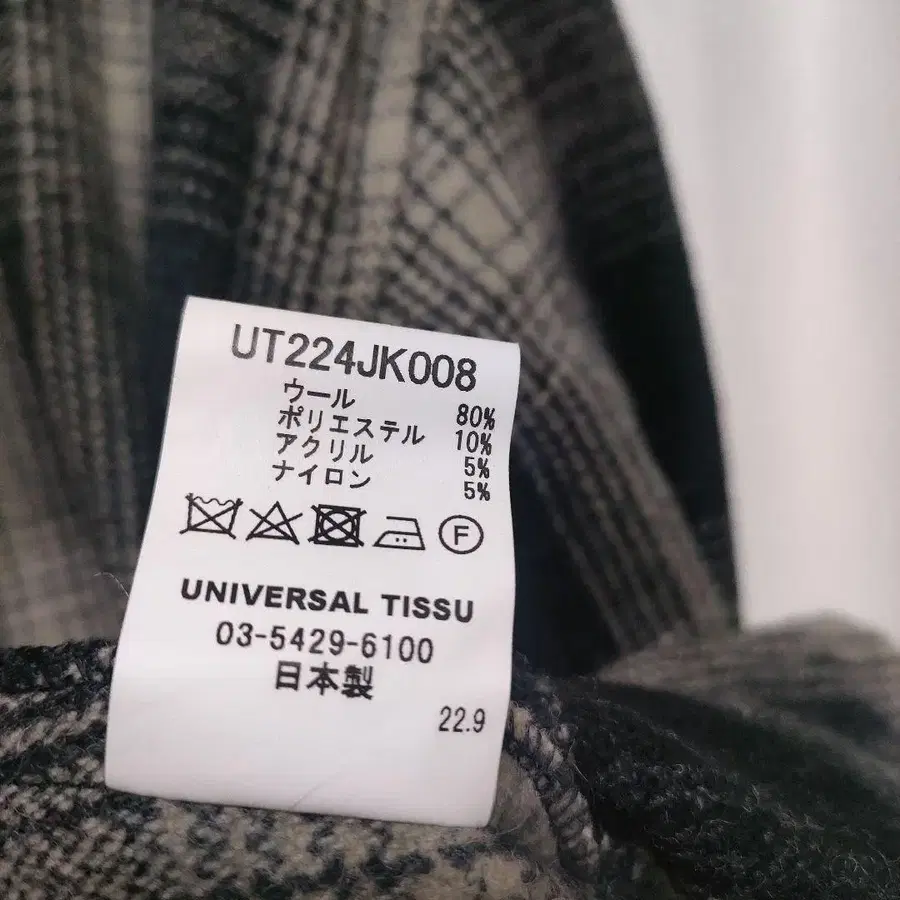 UT224JK008
ウール 80%
ポリエステル 10%
アクリル 5%
ナイロン 5%
F
UNIVERSAL TISSU
03-5429-6100
日本製
22.9